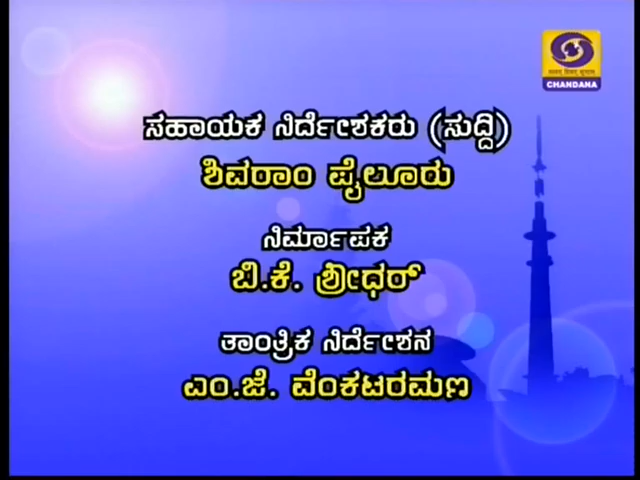 ಸಹಾಯಕ ನಿರ್ದೇಶಕರು (ಸುದ್ದಿ)
ಶಿವರಾಂ ಪೈಲೂರು
ನಿರ್ಮಾಪಕ
ಬಿ.ಕೆ. ಶ್ರೀಧರ್
ತಾಂತ್ರಿಕ ನಿರ್ದೇಶನ
ಎಂ.ಜೆ. ವೆಂಕಟರಮಣ
CHANDANA